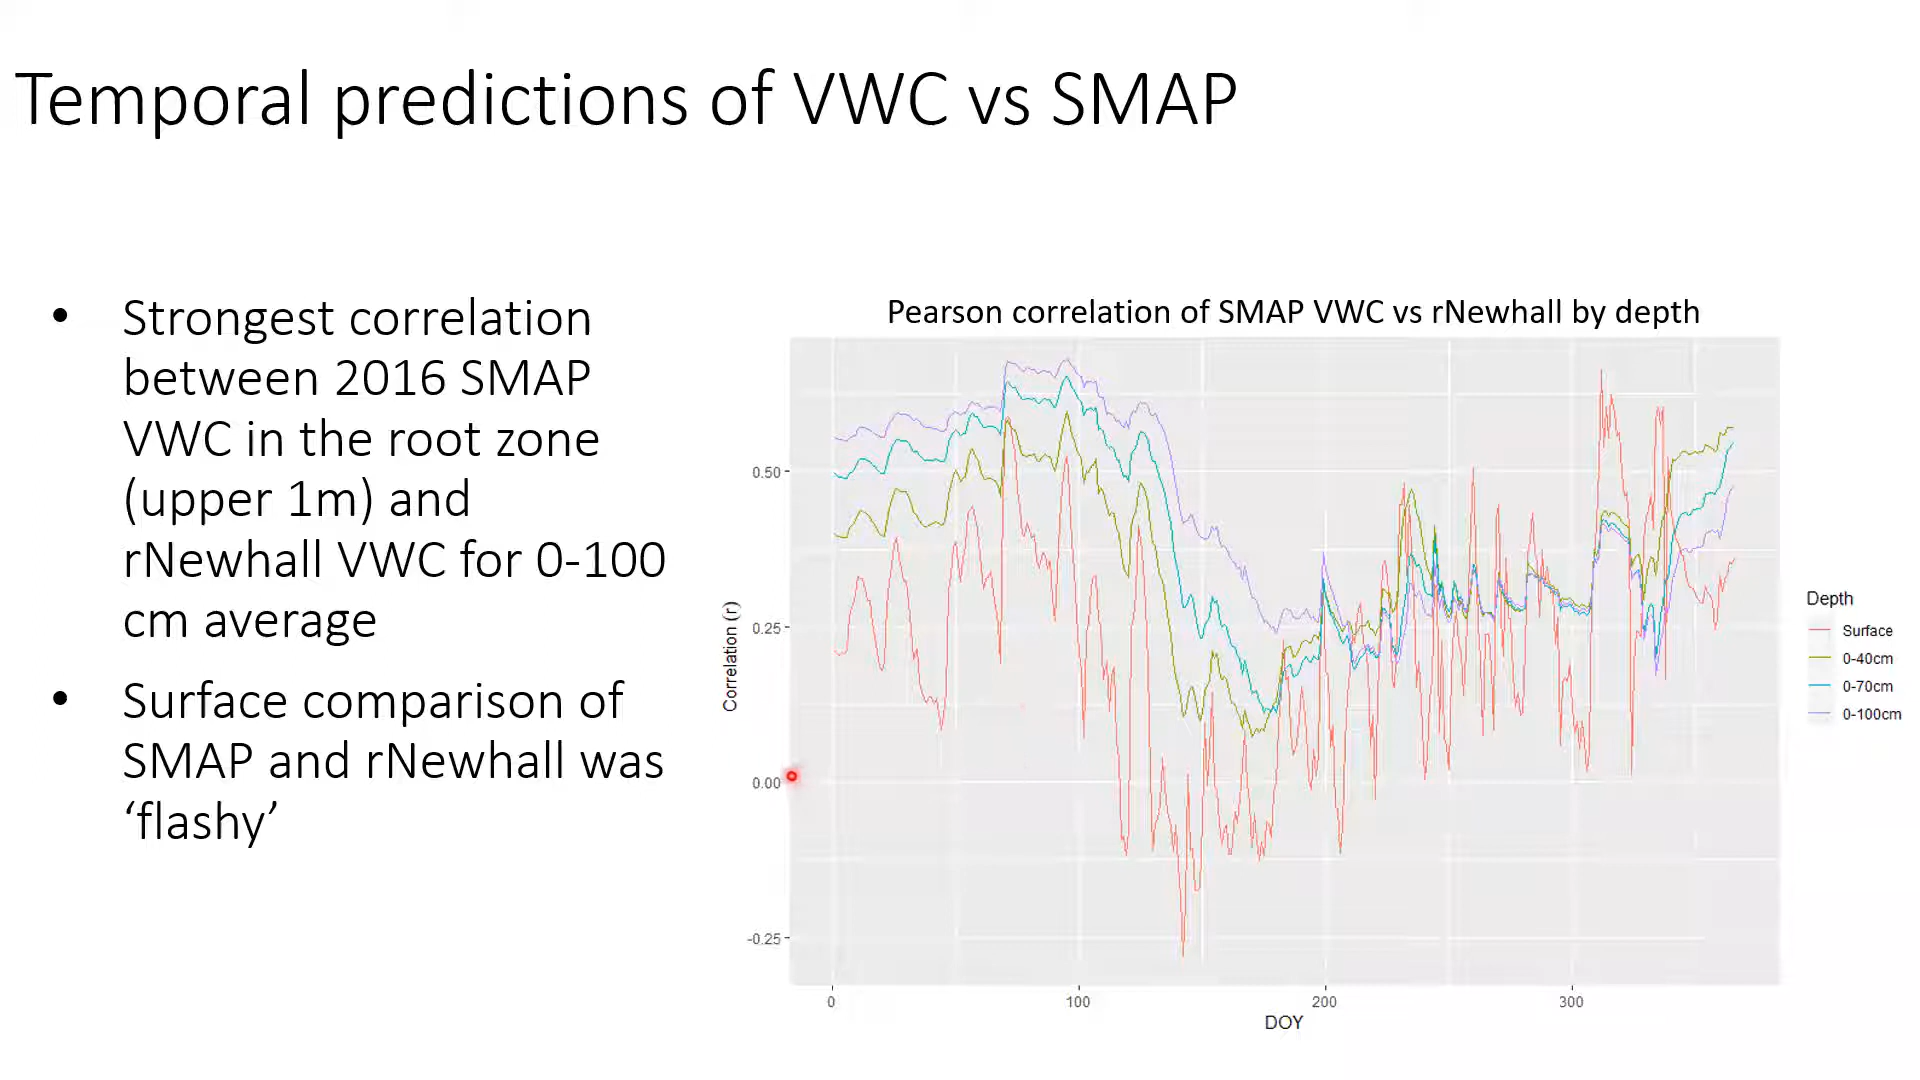 Temporal predictions of VWC vs SMAP
• Strongest correlation
between 2016 SMAP
VWC in the root zone
(upper 1m) and
rNewhall VWC for 0-100
cm average
• Surface comparison of
SMAP and rNewhall was
‘flashy’
Pearson correlation of SMAP VWC vs rNewhall by depth
Correlation (r)
0.50
0.25
0.00
-0.25
0
100
200
300
DOY
Depth
Surface
0-40cm
0-70cm
0-100cm